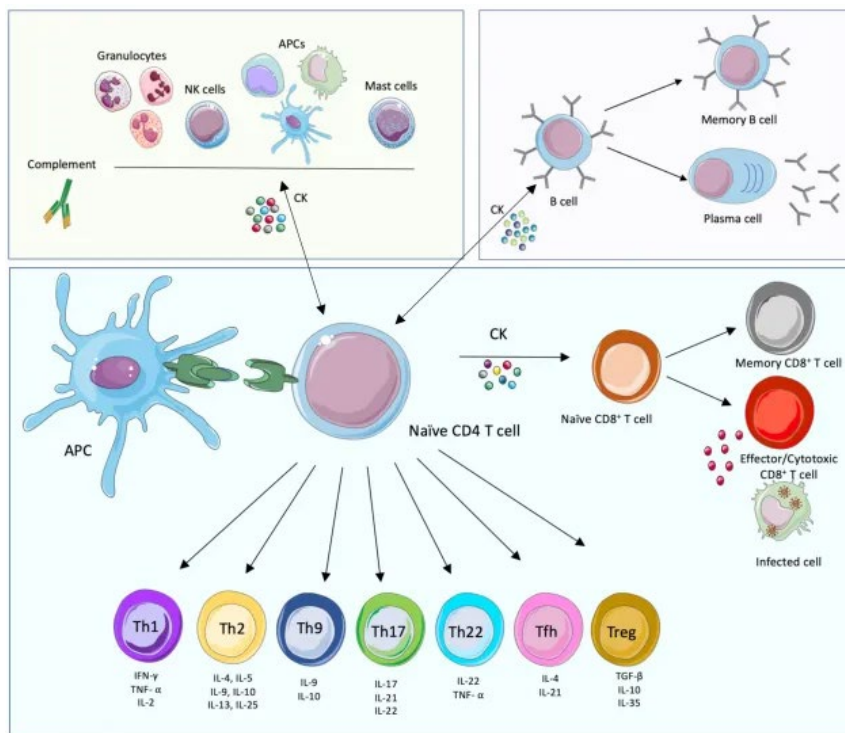 Granulocytes
NK cells
APCs
Mast cells
Complement
CK
B cell
Memory B cell
Plasma cell
CK
APC
Naïve CD4 T cell
CK
Naïve CD8⁺ T cell
Memory CD8⁺ T cell
Effector/Cytotoxic
CD8⁺ T cell
Infected cell
Th1
Th2
Th9
Th17
Th22
Tfh
Treg
IFN-γ
TNF- α
IL-2
IL-4, IL-5
IL-9, IL-10
IL-13, IL-25
IL-9
IL-10
IL-17
IL-21
IL-22
IL-22
TNF- α
IL-4
IL-21
TGF-β
IL-10
IL-35